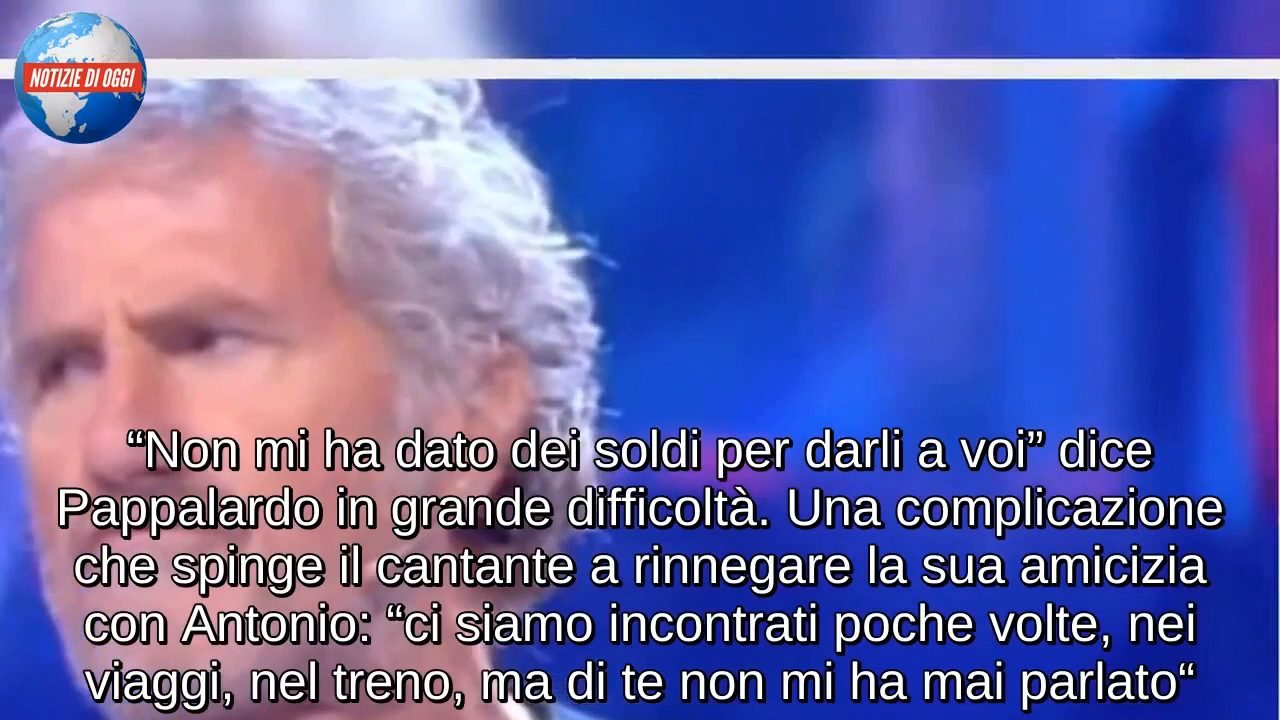 NOTIZIE DI OGGI
“Non mi ha dato dei soldi per darli a voi” dice
Pappalardo in grande difficoltà. Una complicazione
che spinge il cantante a rinnegare la sua amicizia
con Antonio: “ci siamo incontrati poche volte, nei
viaggi, nel treno, ma di te non mi ha mai parlato“